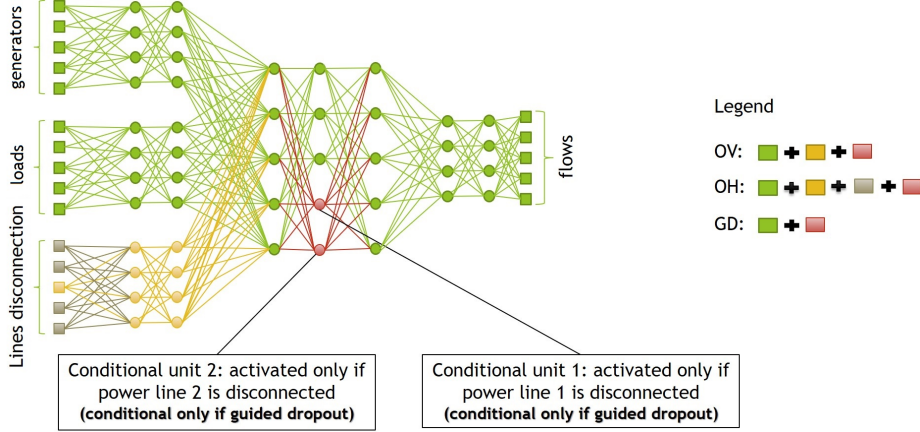 generators
loads
Lines disconnection
flows
Legend
OV:
OH:
GD:
Conditional unit 2: activated only if
power line 2 is disconnected
(conditional only if guided dropout)
Conditional unit 1: activated only if
power line 1 is disconnected
(conditional only if guided dropout)